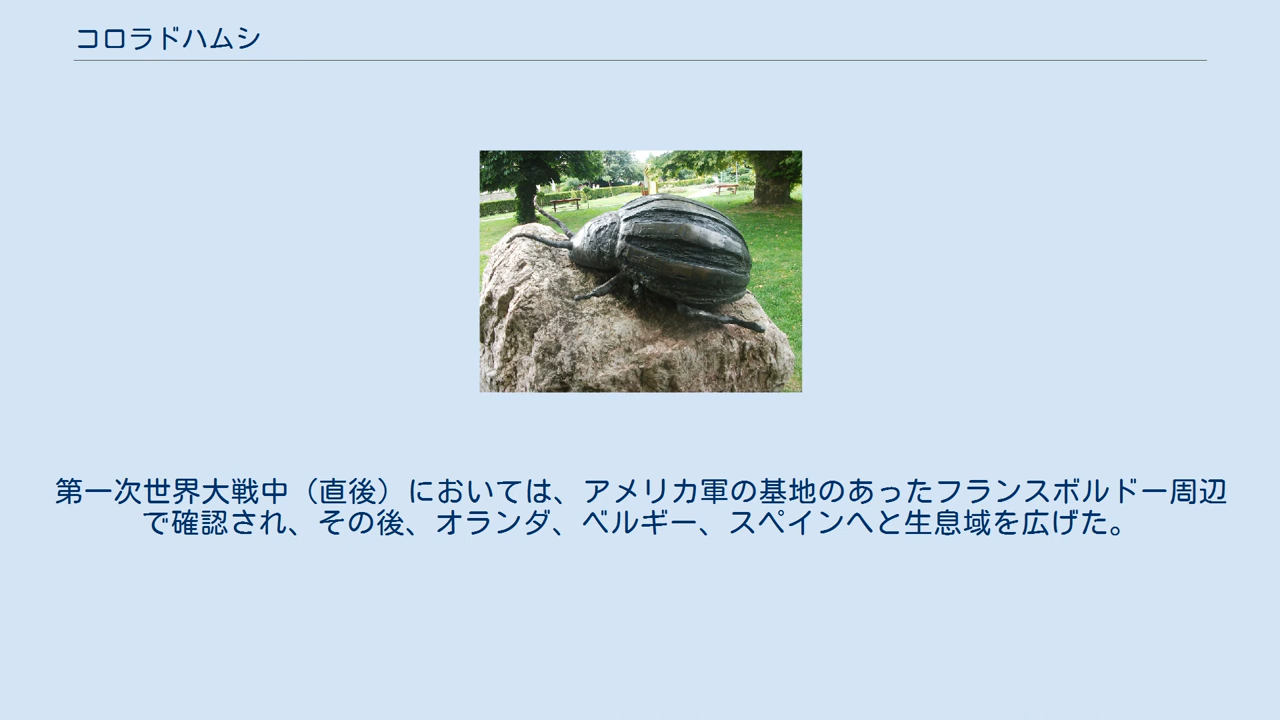 コロラドハムシ
第一次世界大戦中（直後）においては、アメリカ軍の基地のあったフランスボルドー周辺
で確認され、その後、オランダ、ベルギー、スペインへと生息域を広げた。